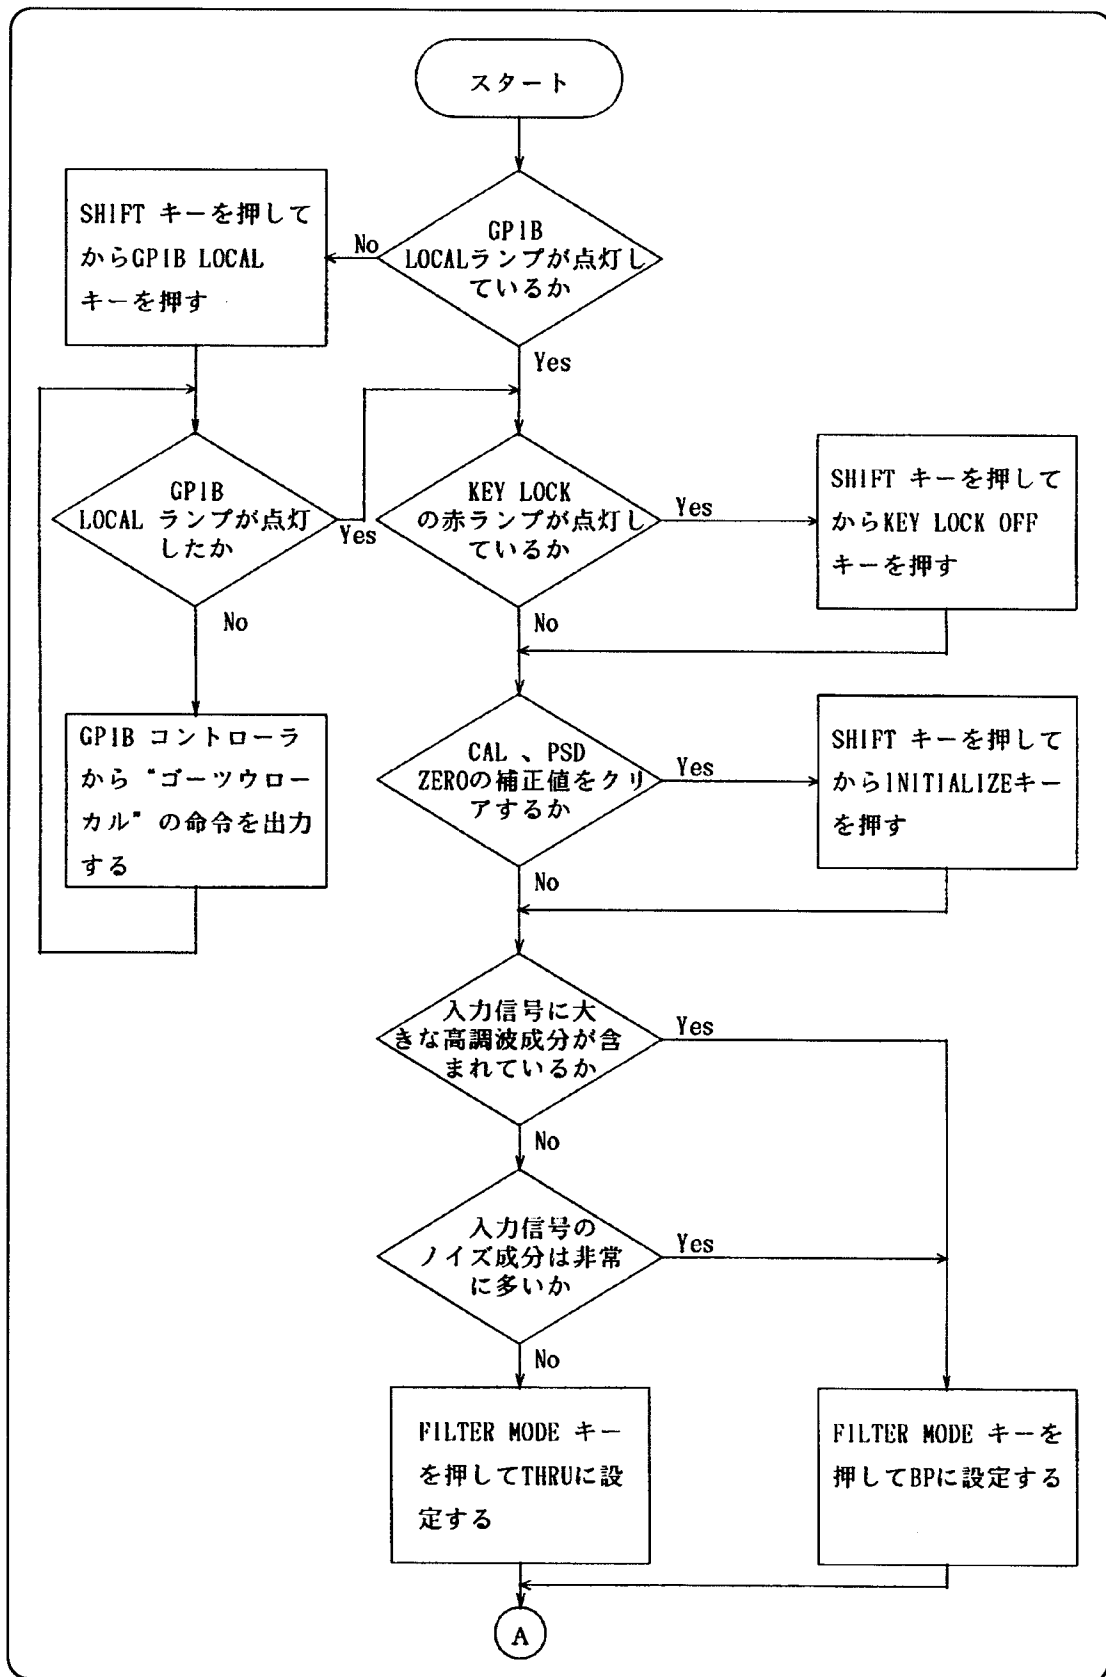 スタート
SHIFT キーを押して
からGPIB LOCAL
キーを押す
No
GPIB
LOCALランプが点灯し
ているか
Yes
GPIB
LOCAL ランプが点灯
したか
Yes
No
KEY LOCK
の赤ランプが点灯し
ているか
Yes
No
SHIFT キーを押して
からKEY LOCK OFF
キーを押す
GPIB コントローラ
から“ゴーツウロー
カル”の命令を出力
する
CAL 、PSD
ZEROの補正値をクリ
アするか
Yes
No
SHIFT キーを押して
からINITIALIZEキー
を押す
入力信号に大
きな高調波成分が含
まれているか
Yes
No
入力信号の
ノイズ成分は非常
に多いか
Yes
No
FILTER MODE キー
を押してTHRUに設
定する
FILTER MODE キーを
押してBPに設定する
A